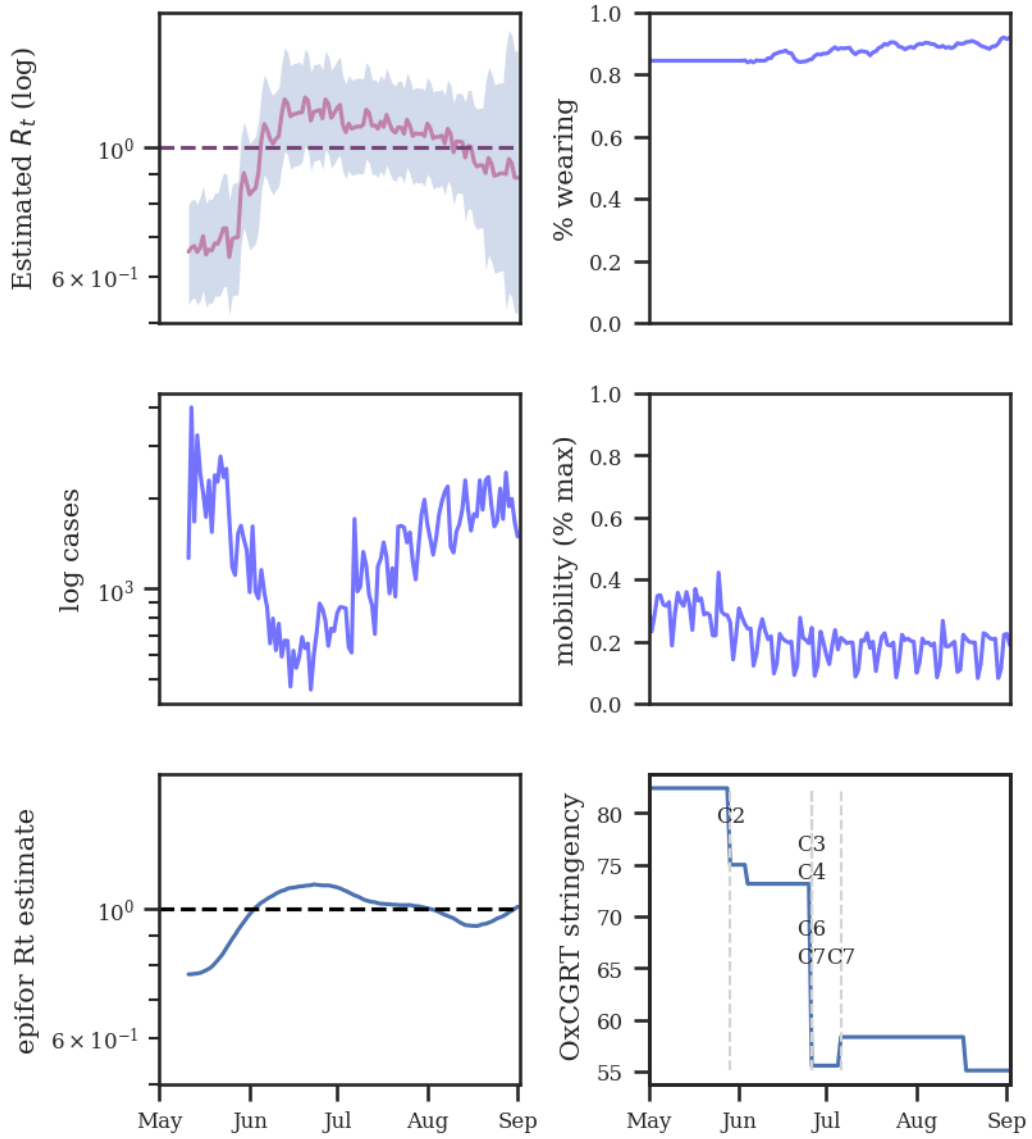 Estimated R_t (log)
10^0
6 × 10^{-1}
% wearing
1.0
0.8
0.6
0.4
0.2
0.0
log cases
10^3
mobility (% max)
1.0
0.8
0.6
0.4
0.2
0.0
epifor Rt estimate
10^0
6 × 10^{-1}
May Jun Jul Aug Sep
OxCGRT stringency
80
75
70
65
60
55
C2
C3
C4
C6
C7 C7
May Jun Jul Aug Sep